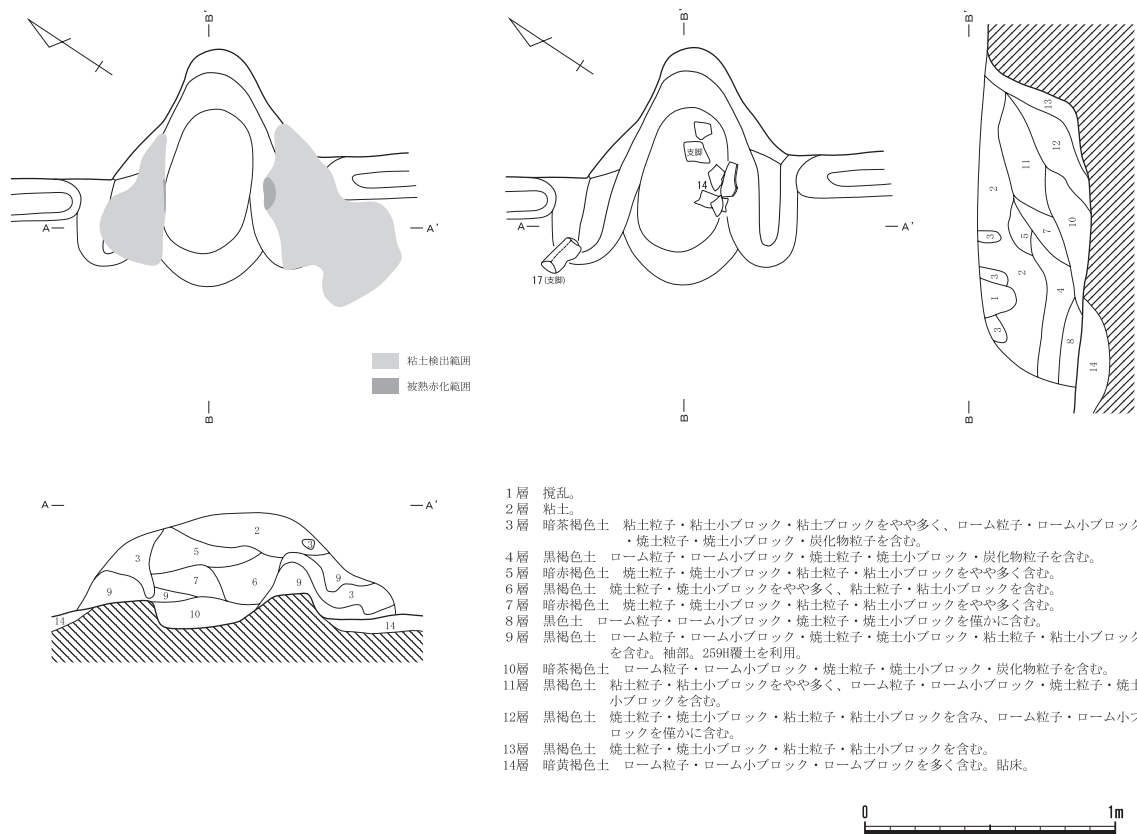 B'
A
A'
B
粘土検出範囲
被熱赤化範囲
B'
支脚
14
A
A'
17(支脚)
B
B'
13
12
11
2
10
7
5
3
2
3
4
1
3
8
14
B
A
A'
2
3
3
5
9
7
6
9
9
9
3
10
14
14
1層 撹乱。
2層 粘土。
3層 暗茶褐色土 粘土粒子・粘土小ブロック・粘土ブロックをやや多く、ローム粒子・ローム小ブロック
・焼土粒子・焼土小ブロック・炭化物粒子を含む。
4層 黒褐色土 ローム粒子・ローム小ブロック・焼土粒子・焼土小ブロック・炭化物粒子を含む。
5層 暗赤褐色土 焼土粒子・焼土小ブロック・粘土粒子・粘土小ブロックをやや多く含む。
6層 黒褐色土 焼土粒子・焼土小ブロックをやや多く、粘土粒子・粘土小ブロックを含む。
7層 暗赤褐色土 焼土粒子・焼土小ブロック・粘土粒子・粘土小ブロックをやや多く含む。
8層 黒色土 ローム粒子・ローム小ブロック・焼土粒子・焼土小ブロックを僅かに含む。
9層 黒褐色土 ローム粒子・ローム小ブロック・焼土粒子・焼土小ブロック・粘土粒子・粘土小ブロック
を含む。袖部。259H覆土を利用。
10層 暗茶褐色土 ローム粒子・ローム小ブロック・焼土粒子・焼土小ブロック・炭化物粒子を含む。
11層 黒褐色土 粘土粒子・粘土小ブロックをやや多く、ローム粒子・ローム小ブロック・焼土粒子・焼土
小ブロックを含む。
12層 黒褐色土 焼土粒子・焼土小ブロック・粘土粒子・粘土小ブロックを含み、ローム粒子・ローム小ブ
ロックを僅かに含む。
13層 黒褐色土 焼土粒子・焼土小ブロック・粘土粒子・粘土小ブロックを含む。
14層 暗黄褐色土 ローム粒子・ローム小ブロック・ロームブロックを多く含む。貼床。
0
1m